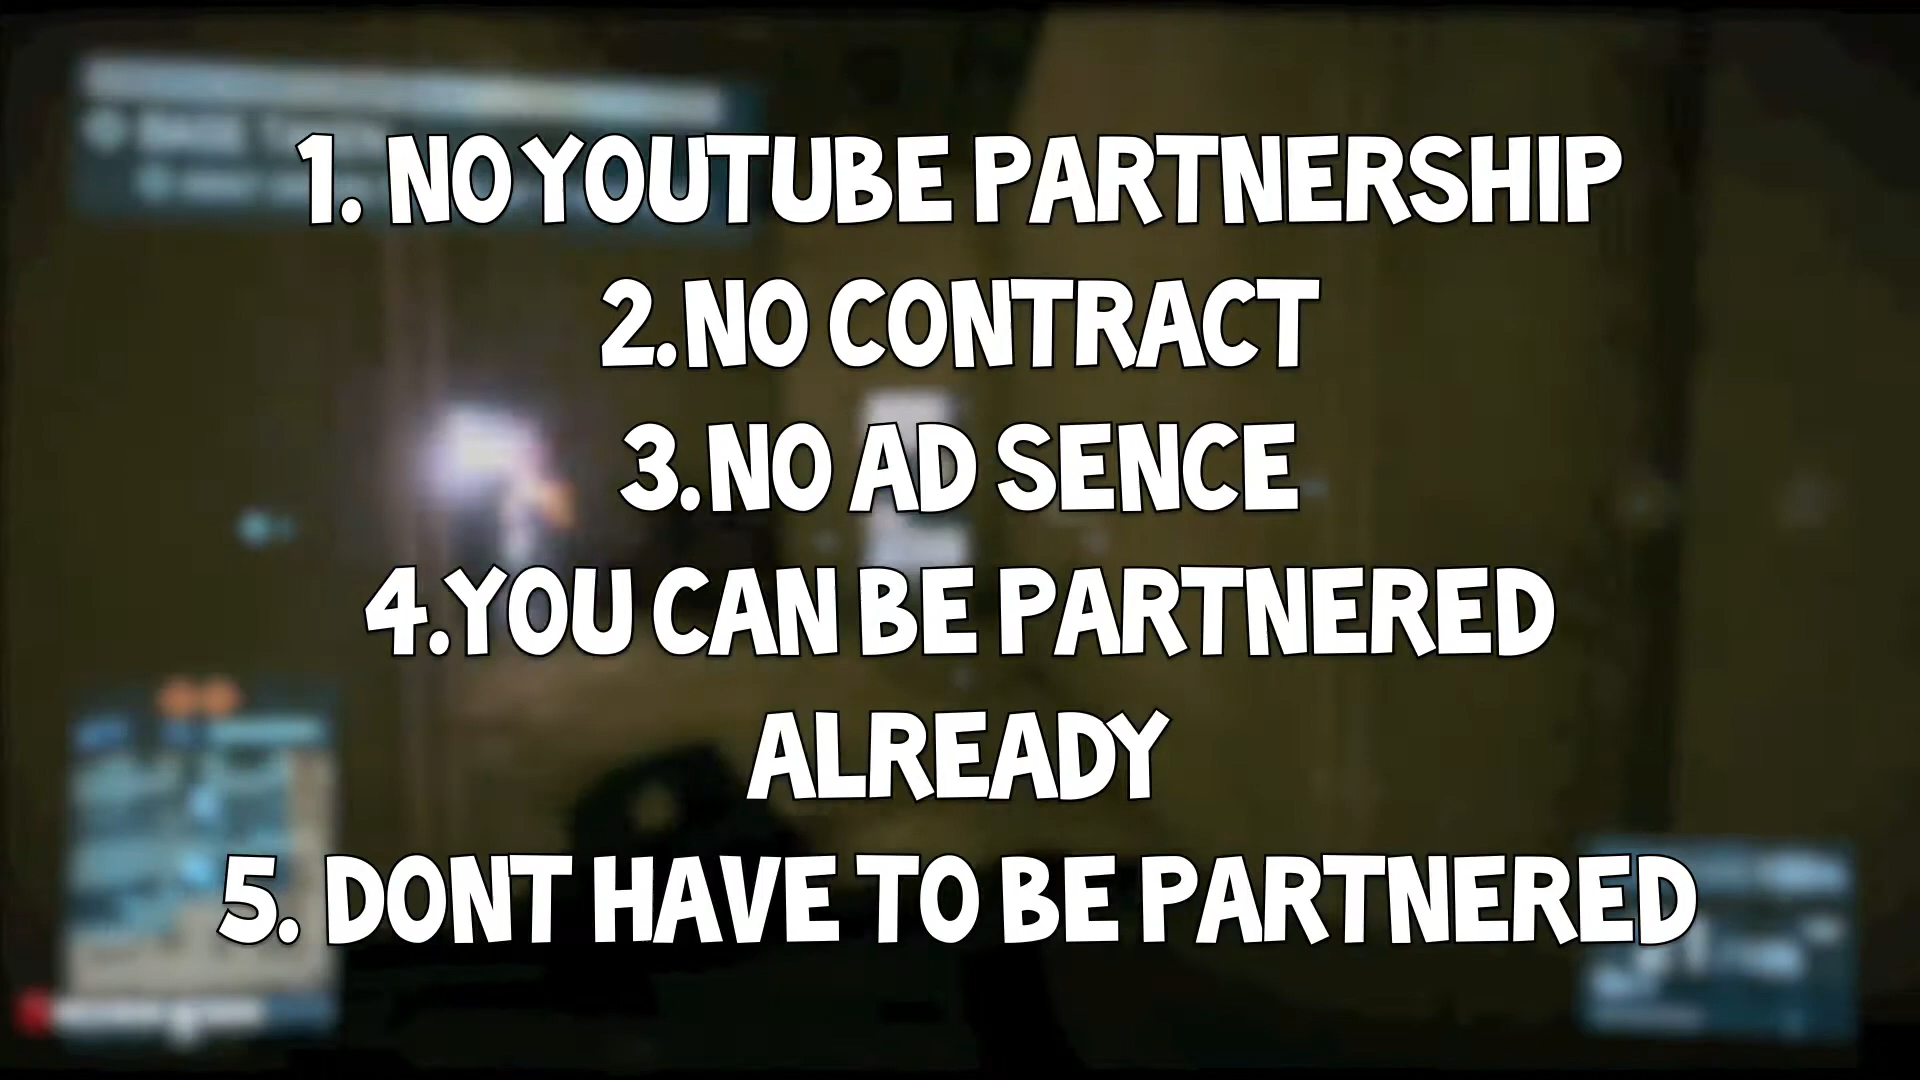 1. NO YOUTUBE PARTNERSHIP
2.NO CONTRACT
3.NO AD SENCE
4.YOU CAN BE PARTNERED
ALREADY
5. DONT HAVE TO BE PARTNERED